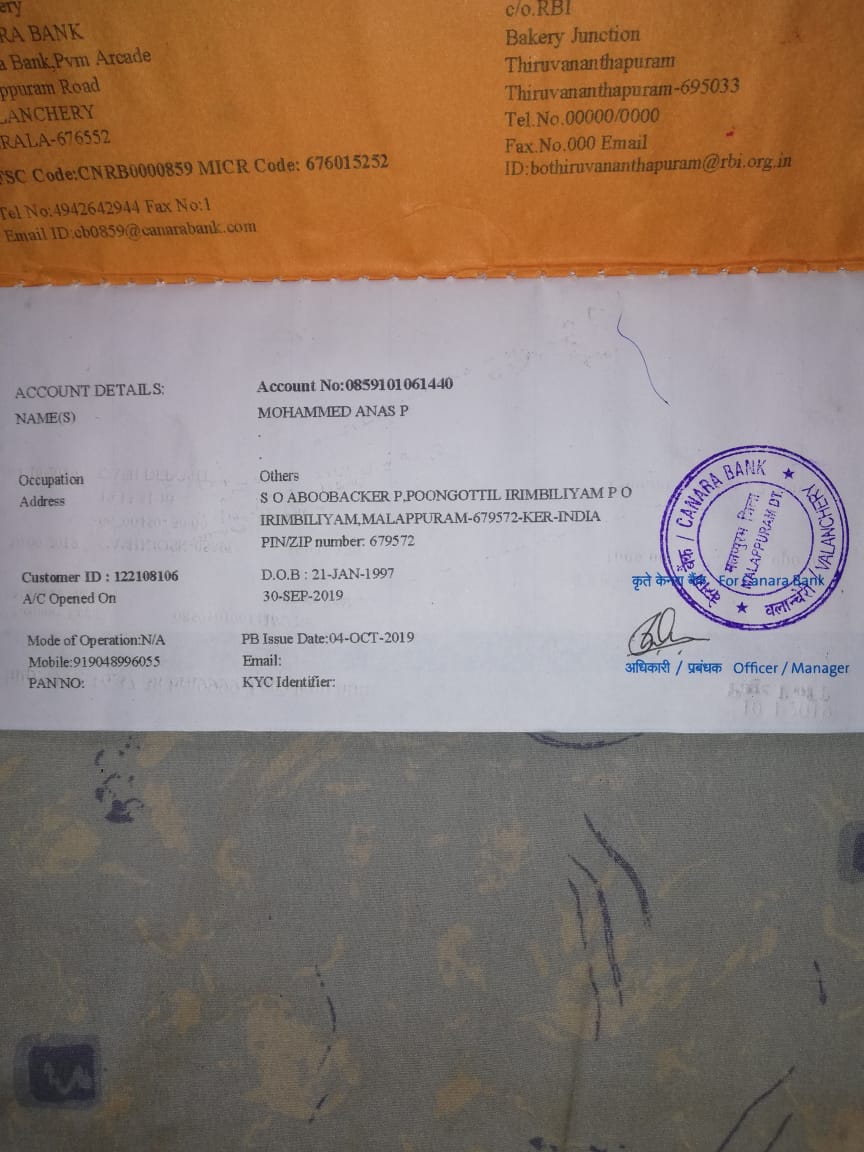 ery
RA BANK
a Bank,Pvm Arcade
ppuram Road
LANCHERY
RALA-676552
FSC Code:CNRB0000859 MICR Code: 676015252
Tel No:4942642944 Fax No:1
Email ID:cb0859@canarabank.com
c/o.RBI
Bakery Junction
Thiruvananthapuram
Thiruvananthapuram-695033
Tel.No.00000/0000
Fax.No.000 Email
ID:bothiruvananthapuram@rbi.org.in
ACCOUNT DETAILS: Account No:0859101061440
NAME(S) MOHAMMED ANAS P
.
.
Occupation Others
Address S O ABOOBACKER P,POONGOTTIL IRIMBILIYAM P O
IRIMBILIYAM,MALAPPURAM-679572-KER-INDIA
PIN/ZIP number: 679572
Customer ID : 122108106 D.O.B : 21-JAN-1997
A/C Opened On 30-SEP-2019
Mode of Operation:N/A PB Issue Date:04-OCT-2019
Mobile:919048996055 Email:
PAN NO: KYC Identifier:
केनरा बैंक / CANARA BANK
वलान्चेरी / VALANCHERY
मलप्पुरम जिला
MALAPPURAM DT.
कृते केनरा बैंक For Canara Bank
अधिकारी / प्रबंधक Officer / Manager